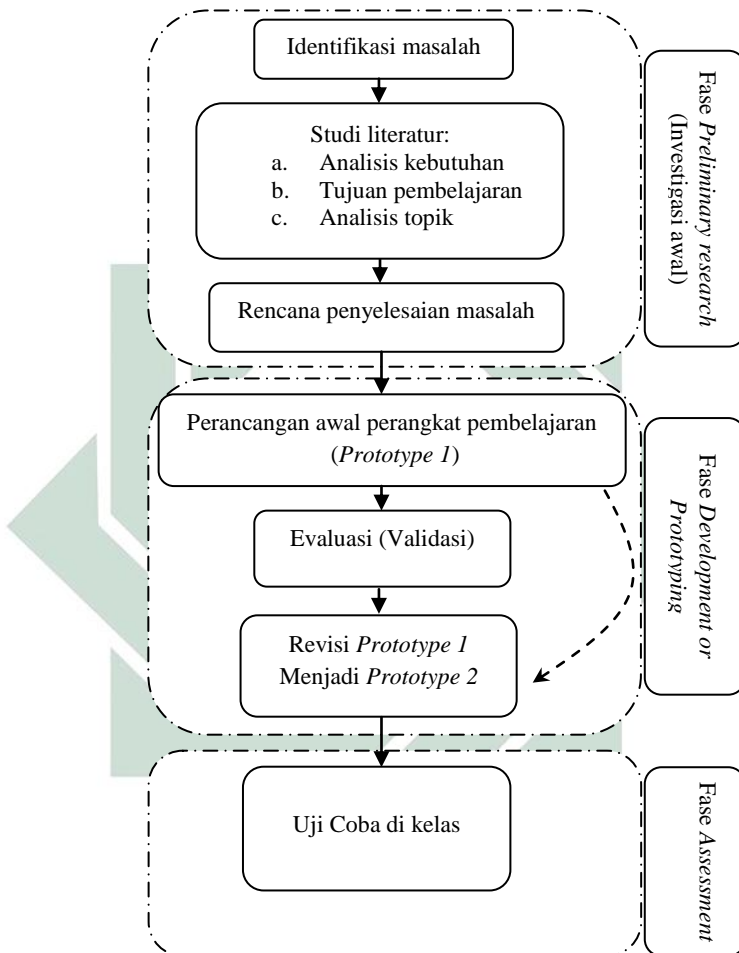 Identifikasi masalah
Studi literatur:
a. Analisis kebutuhan
b. Tujuan pembelajaran
c. Analisis topik
Rencana penyelesaian masalah
Fase Preliminary research
(Investigasi awal)
Perancangan awal perangkat pembelajaran
(Prototype 1)
Evaluasi (Validasi)
Revisi Prototype 1
Menjadi Prototype 2
Fase Development or
Prototyping
Uji Coba di kelas
Fase Assessment